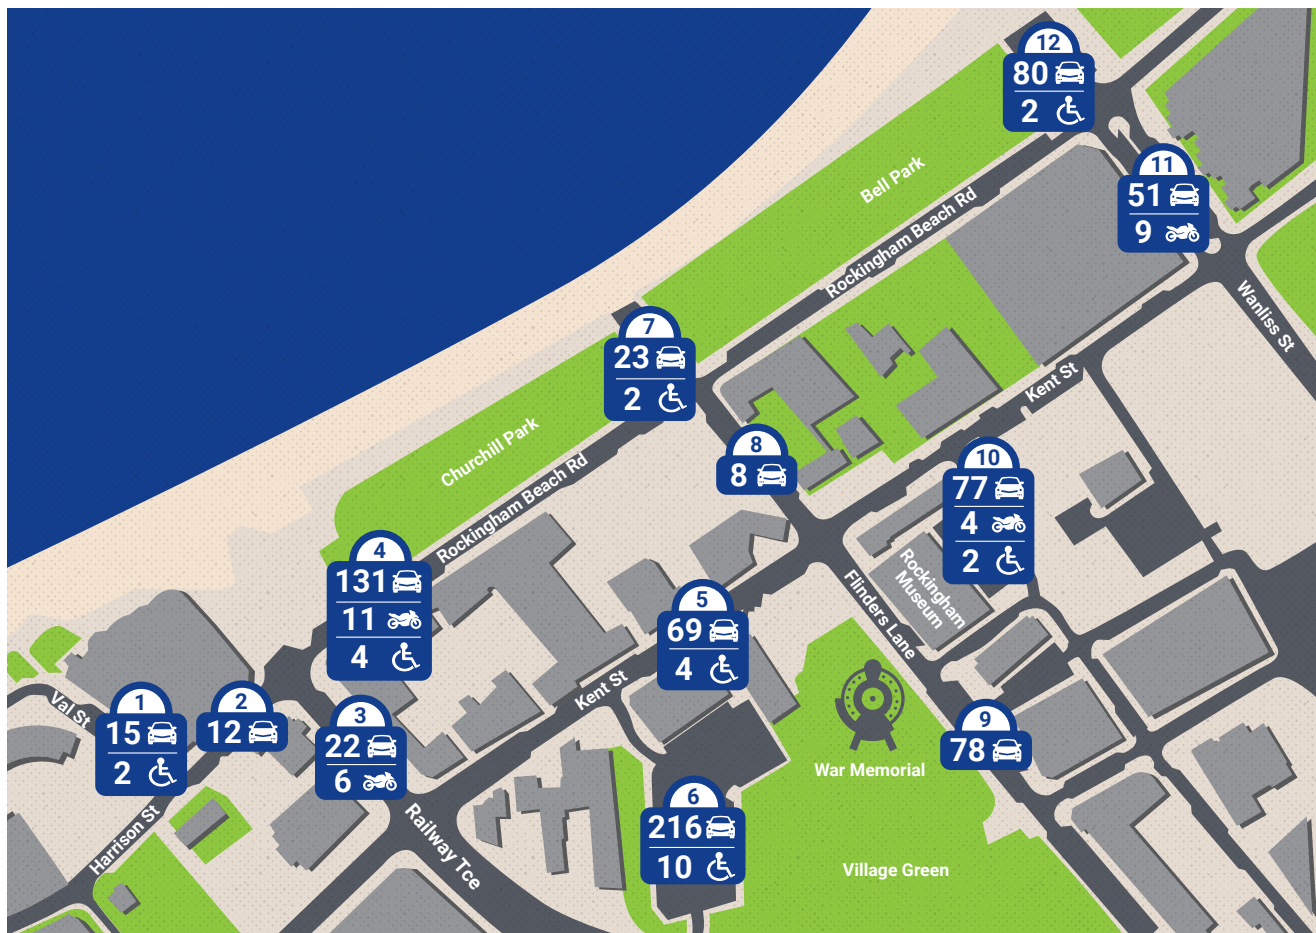 12
80
2
11
51
9
Bell Park
Rockingham Beach Rd
Wanliss St
7
23
2
Kent St
Churchill Park
8
8
10
77
4
2
Rockingham Beach Rd
4
131
11
4
Rockingham
Museum
Flinders Lane
5
69
4
Kent St
Val St
1
15
2
2
12
3
22
6
9
78
War Memorial
6
216
10
Harrison St
Railway Tce
Village Green